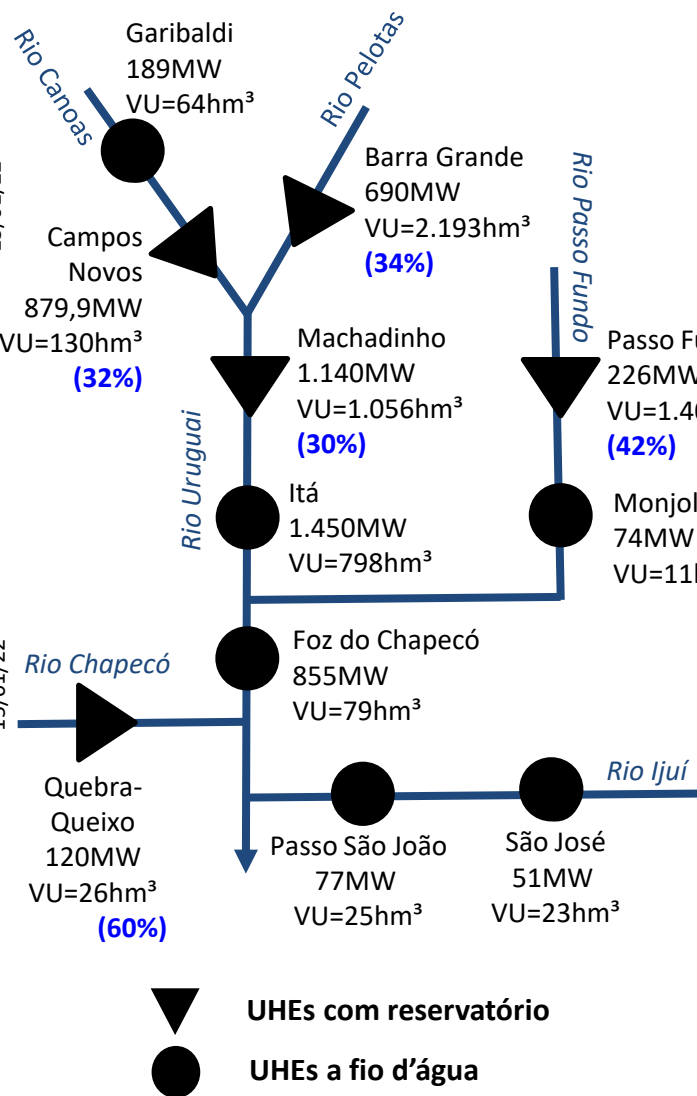 Rio Canoas
Garibaldi
189MW
VU=64hm³
Rio Pelotas
Barra Grande
690MW
VU=2.193hm³
(34%)
Rio Passo Fundo
Campos
Novos
879,9MW
VU=130hm³
(32%)
Machadinho
1.140MW
VU=1.056hm³
(30%)
226MW
(42%)
Rio Uruguai
Itá
1.450MW
VU=798hm³
74MW
Foz do Chapecó
855MW
VU=79hm³
Rio Chapecó
Quebra-
Queixo
120MW
VU=26hm³
(60%)
Rio Ijuí
Passo São João
77MW
VU=25hm³
São José
51MW
VU=23hm³
UHEs com reservatório
UHEs a fio d'água